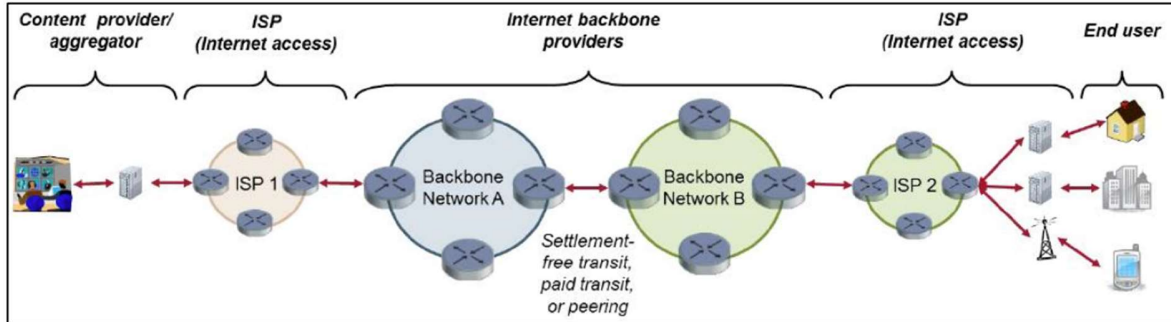 Content provider/
aggregator
ISP
(Internet access)
Internet backbone
providers
ISP
(Internet access)
End user
ISP 1
Backbone
Network A
Backbone
Network B
ISP 2
Settlement-
free transit,
paid transit,
or peering